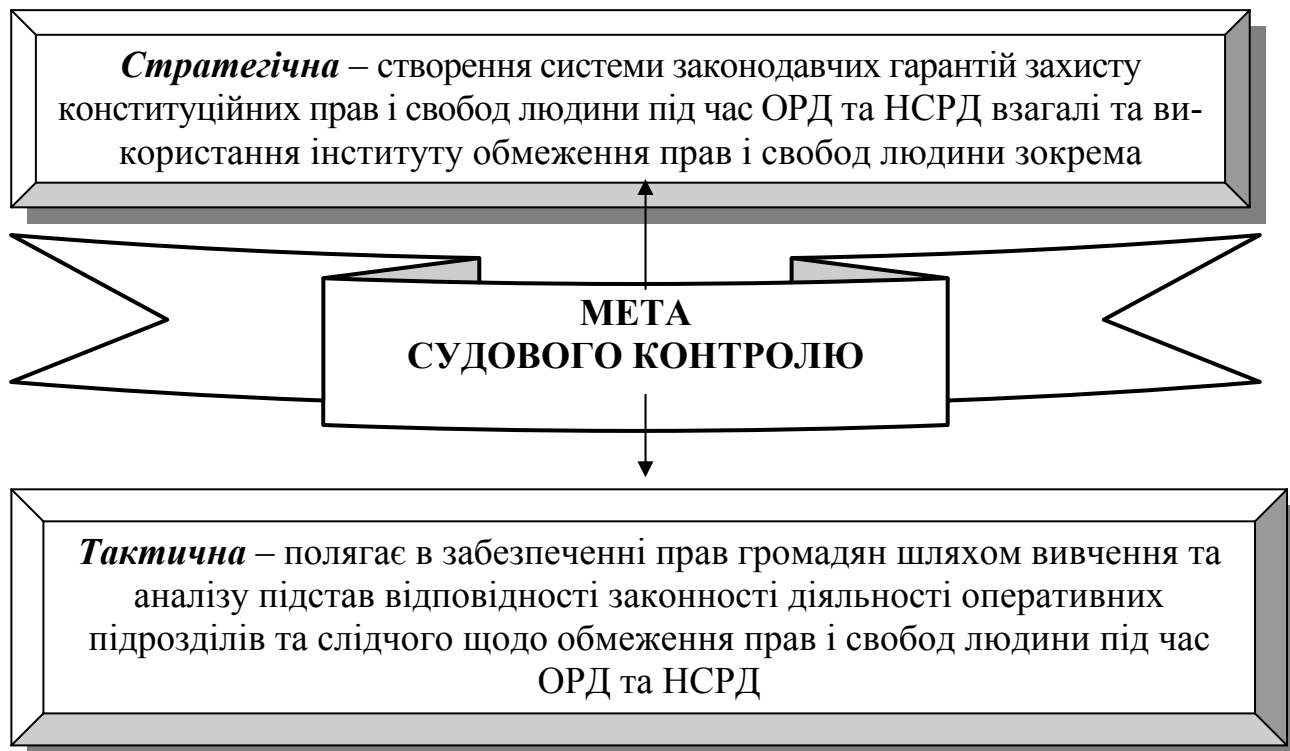 Стратегічна – створення системи законодавчих гарантій захисту
конституційних прав і свобод людини під час ОРД та НСРД взагалі та ви-
користання інституту обмеження прав і свобод людини зокрема
МЕТА
СУДОВОГО КОНТРОЛЮ
Тактична – полягає в забезпеченні прав громадян шляхом вивчення та
аналізу підстав відповідності законності діяльності оперативних
підрозділів та слідчого щодо обмеження прав і свобод людини під час
ОРД та НСРД